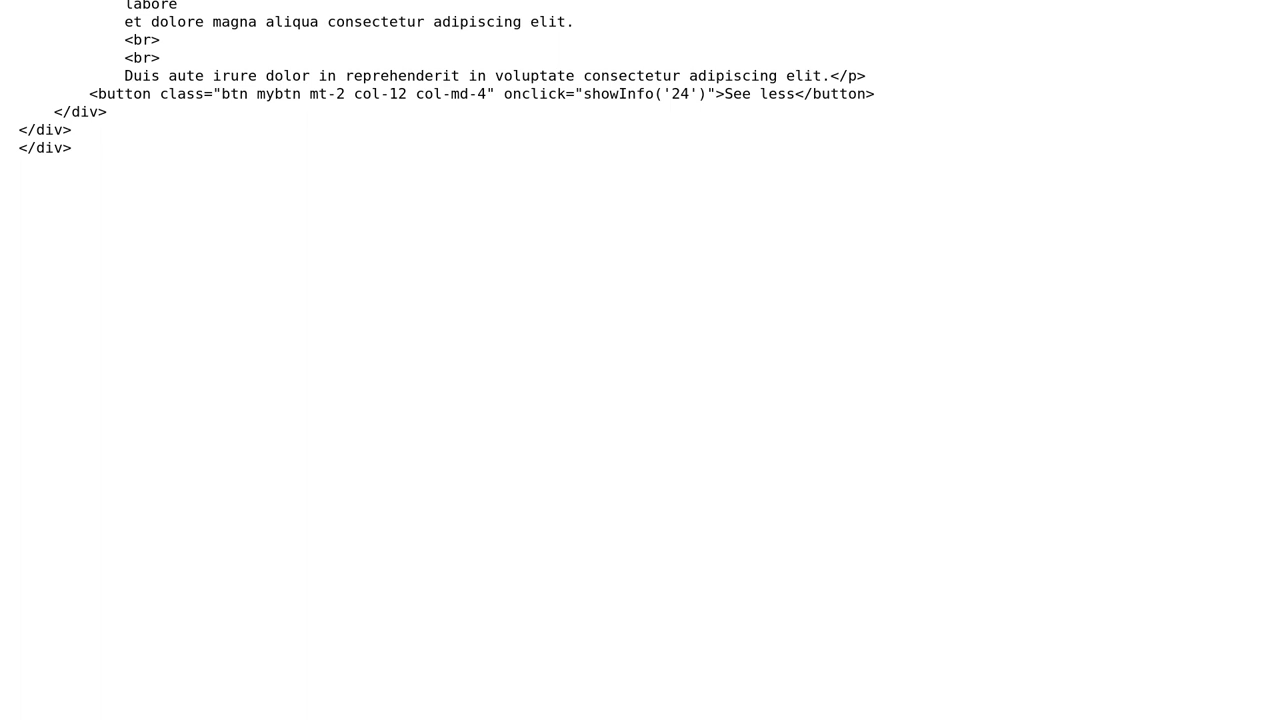 labore
et dolore magna aliqua consectetur adipiscing elit.
<br>
<br>
Duis aute irure dolor in reprehenderit in voluptate consectetur adipiscing elit.</p>
<button class="btn mybtn mt-2 col-12 col-md-4" onclick="showInfo('24')">See less</button>
</div>
</div>
</div>